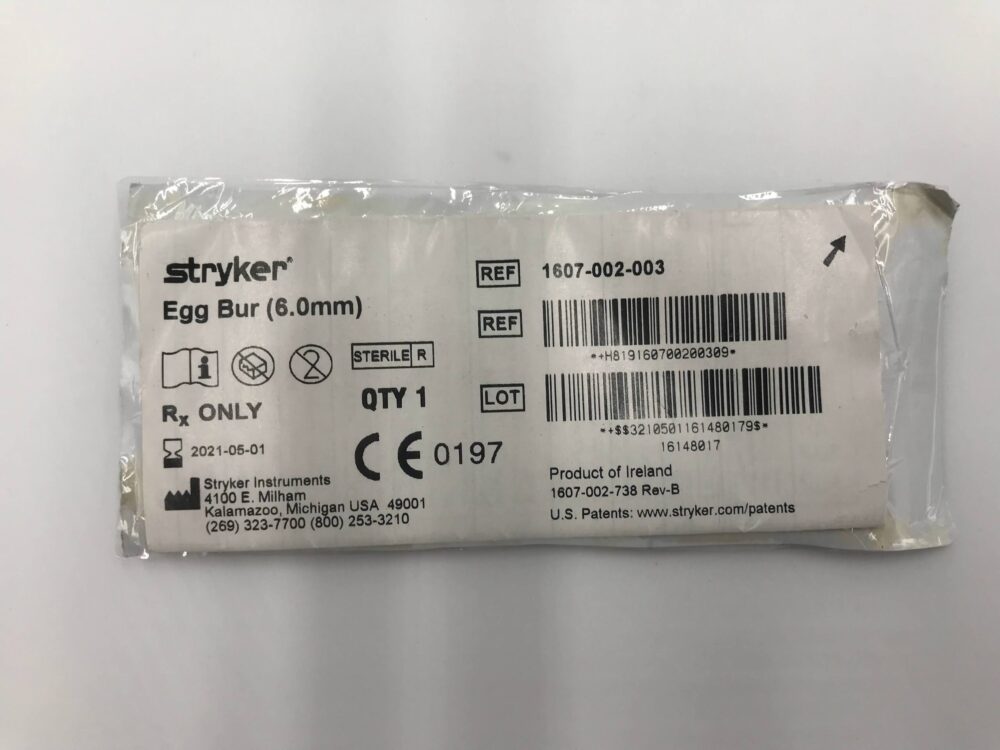 stryker®
Egg Bur (6.0mm)
STERILE R
Rx ONLY
QTY 1
2021-05-01
CE 0197
Stryker Instruments
4100 E. Milham
Kalamazoo, Michigan USA 49001
(269) 323-7700 (800) 253-3210
REF 1607-002-003
REF
*+H819160700200309*
LOT
*+$$3210501161480179$*
16148017
Product of Ireland
1607-002-738 Rev-B
U.S. Patents: www.stryker.com/patents